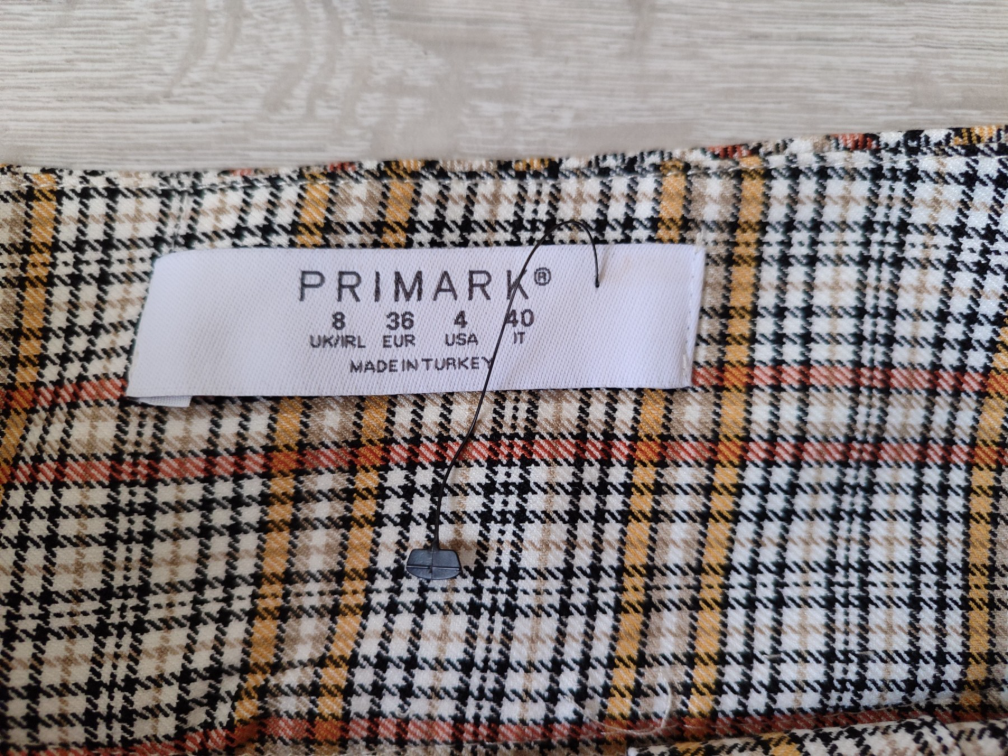 PRIMARK®
8 36 4 40
UK/IRL EUR USA IT
MADE IN TURKEY